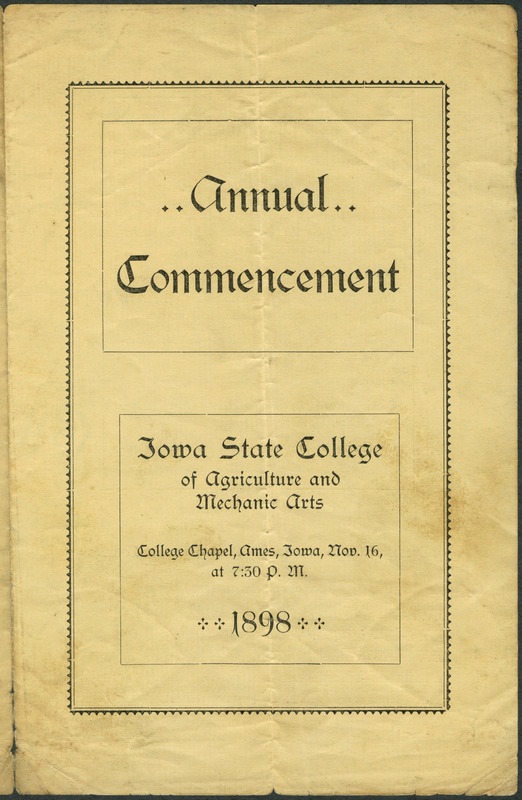 ..Annual..
Commencement
Iowa State College
of Agriculture and
Mechanic Arts
College Chapel, Ames, Iowa, Nov. 16,
at 7:30 P. M.
1898